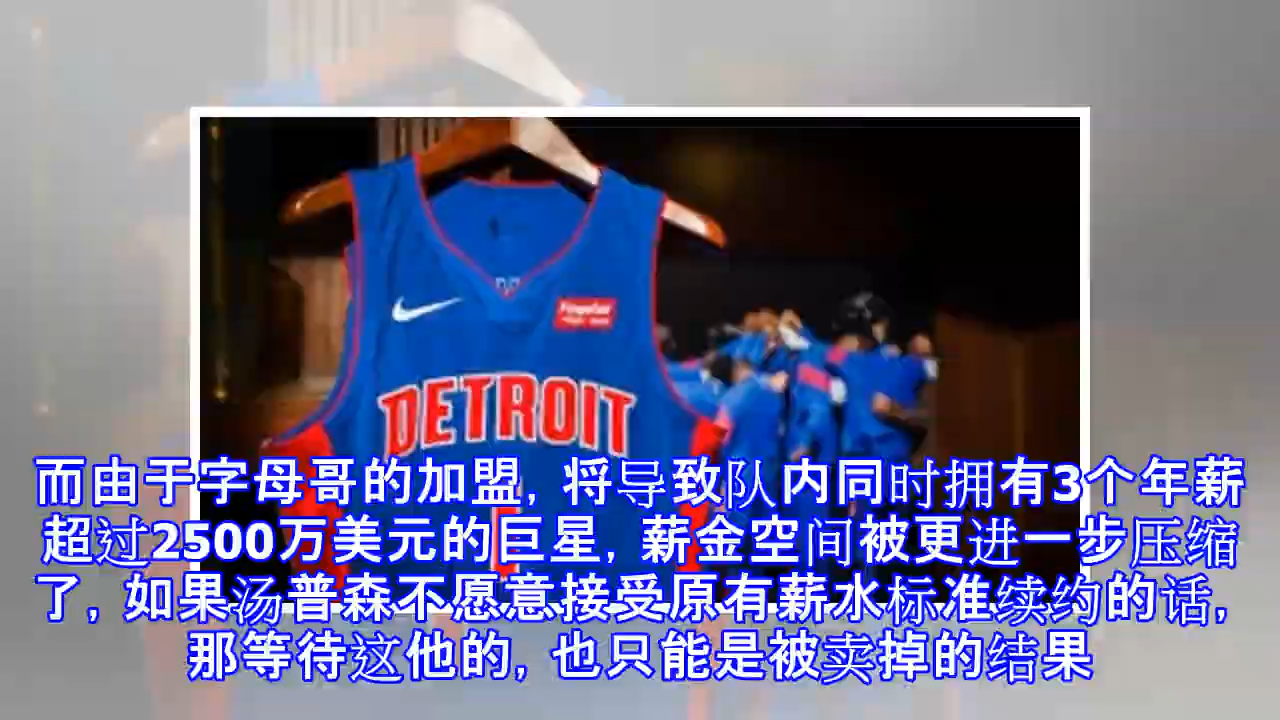 DETROIT
而由于字母哥的加盟, 将导致队内同时拥有3个年薪
超过2500万美元的巨星, 薪金空间被更进一步压缩
了, 如果汤普森不愿意接受原有薪水标准续约的话,
那等待这他的, 也只能是被卖掉的结果